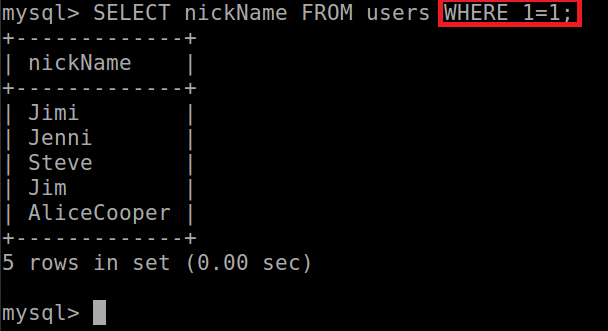 mysql> SELECT nickName FROM users WHERE 1=1;
+-------------+
| nickName    |
+-------------+
| Jimi        |
| Jenni       |
| Steve       |
| Jim         |
| AliceCooper |
+-------------+
5 rows in set (0.00 sec)
mysql>